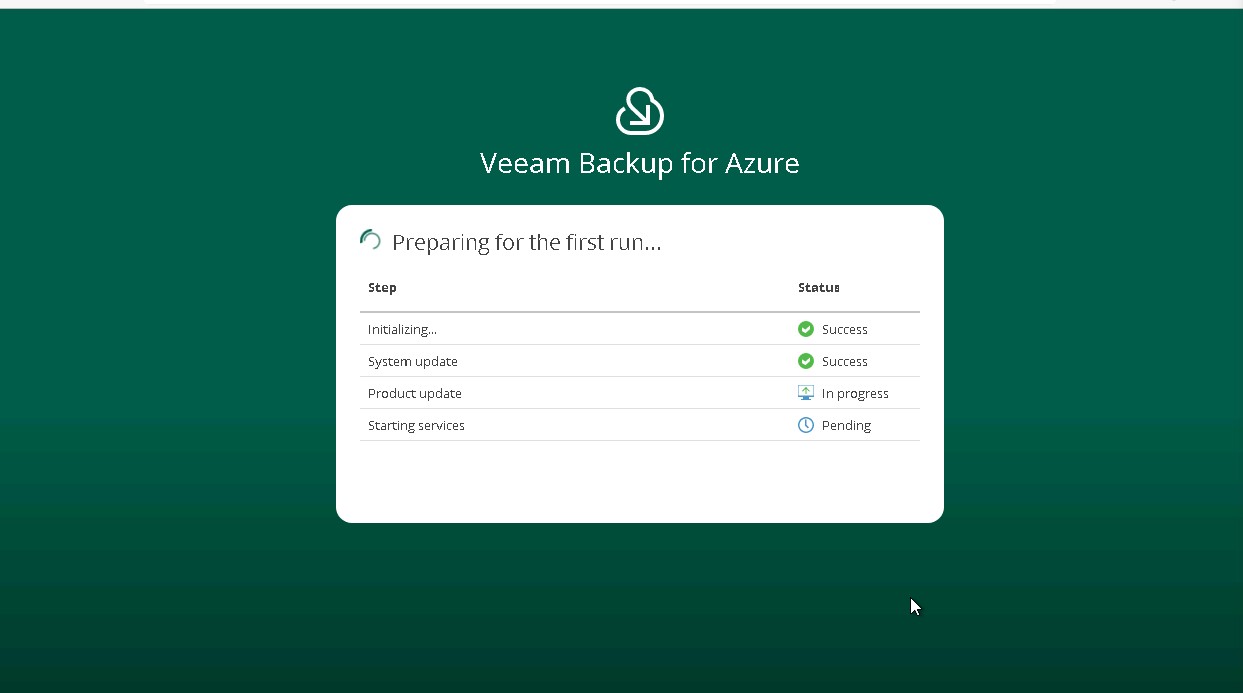 Veeam Backup for Azure
Preparing for the first run...
Step Status
Initializing... Success
System update Success
Product update In progress
Starting services Pending